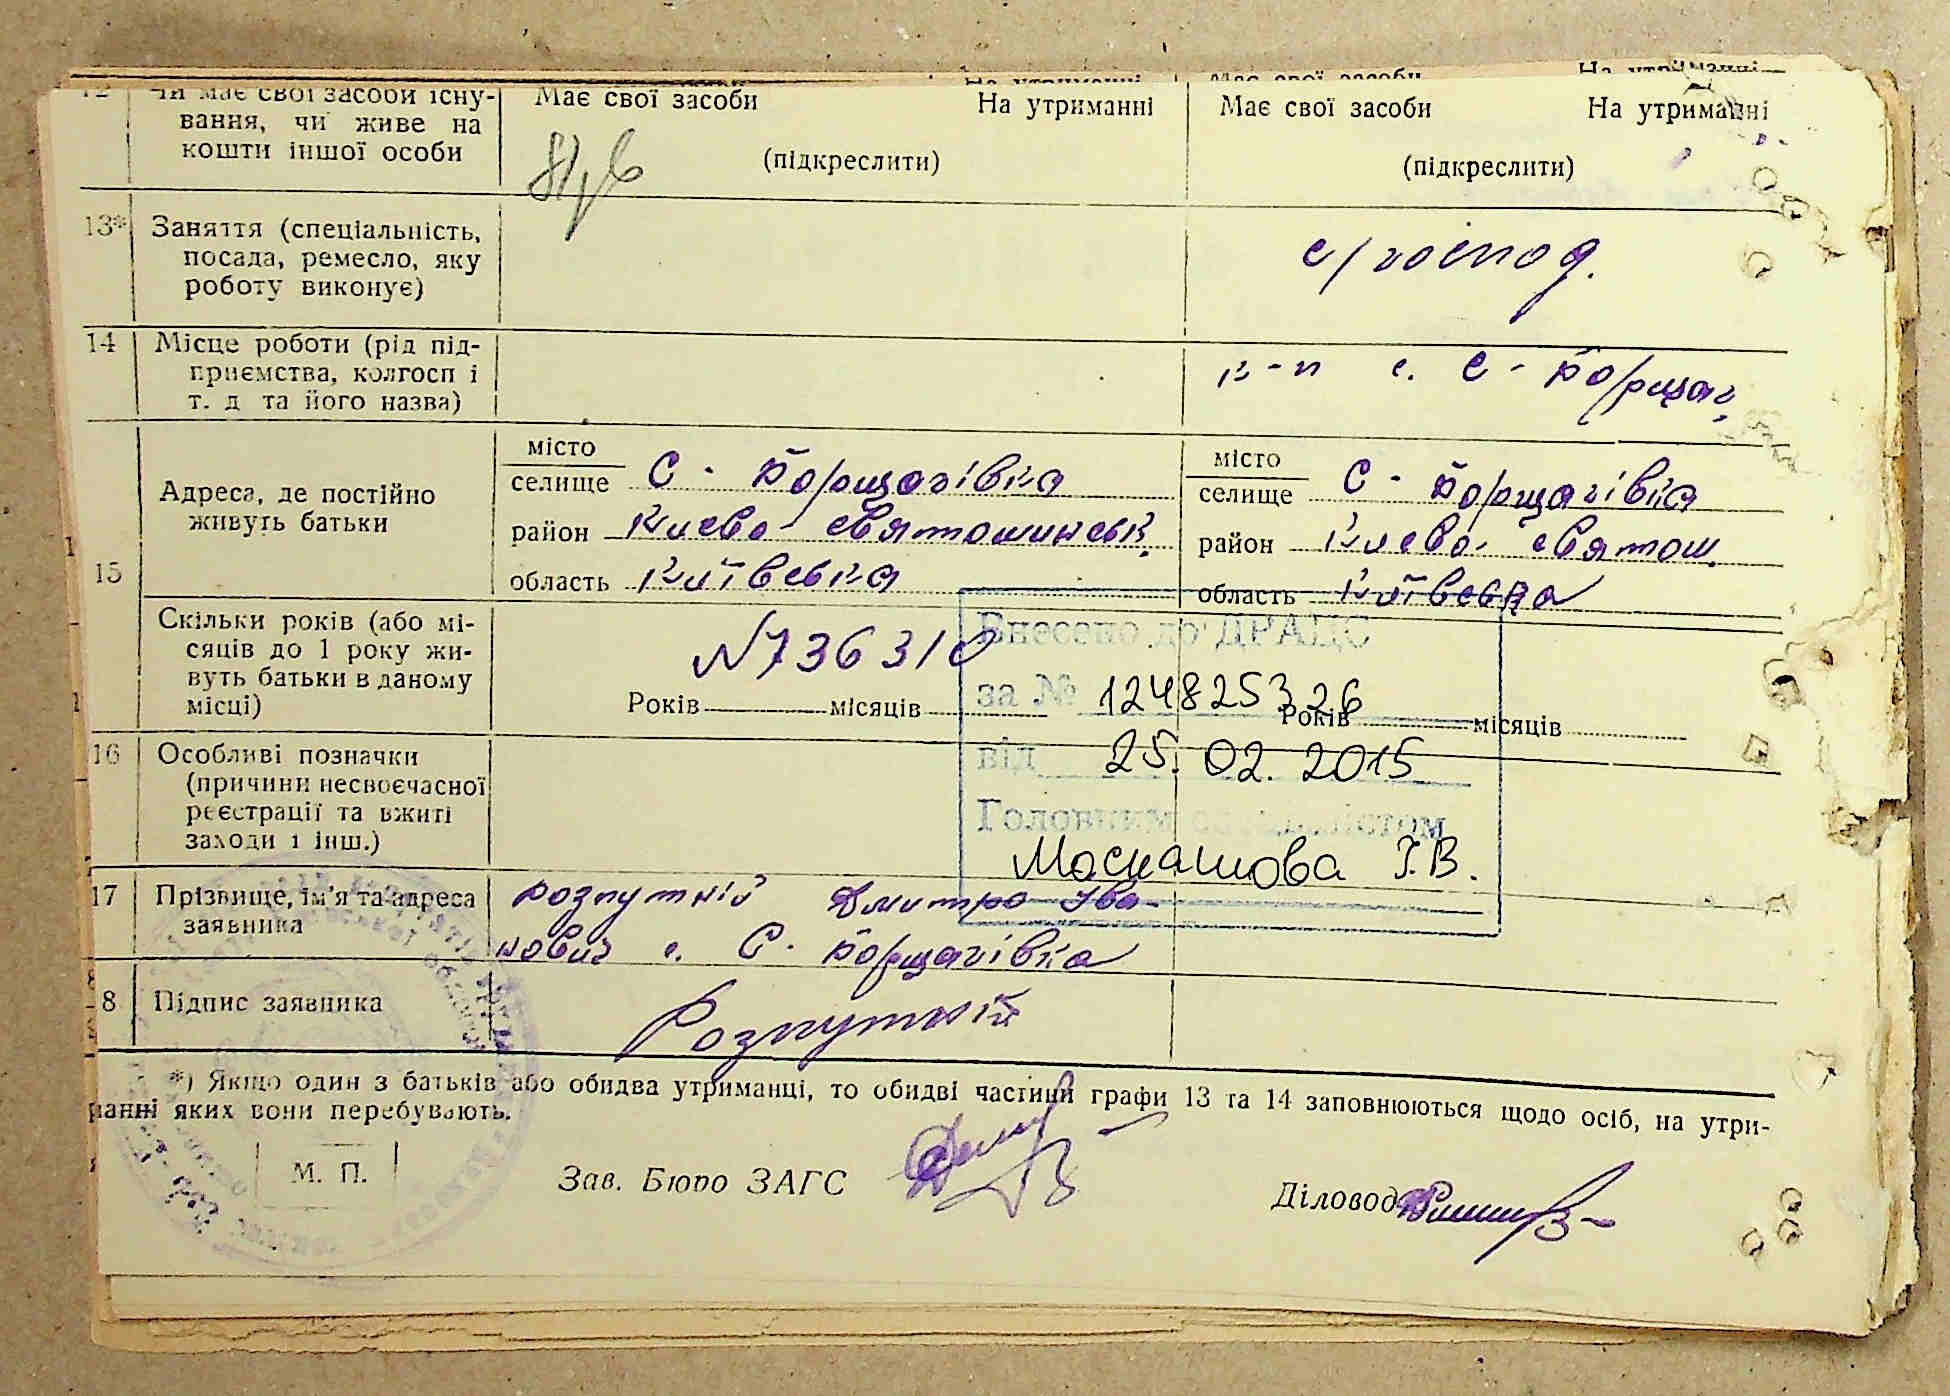 На утриманні Має свої засоби На утриманні
12 Чи має свої засоби існу- Має свої засоби На утриманні Має свої засоби На утриманні
вання, чи живе на
кошти іншої особи (підкреслити) (підкреслити)
13* Заняття (спеціальність,
посада, ремесло, яку с/господ.
роботу виконує)
14 Місце роботи (рід під-
приємства, колгосп і к-п с. С-Борщаг,
т. д та його назва)
15 Адреса, де постійно
живуть батьки
місто місто
селище С-Борщагівка селище С-Борщагівка
район Києво-Святошинськ. район Києво-Святош.
область Київська область Київська
Скільки років (або мі-
сяців до 1 року жи-
вуть батьки в даному
місці)
№736310
Років місяців Років місяців
Внесено до ДРАЦС
за № 124825326
від 25.02.2015
Головним спеціалістом
16 Особливі позначки
(причини несвоєчасної
реєстрації та вжиті
заходи і інш.)
17 Прізвище, ім'я та адреса Розпутній Дмитро Іва-
заявника нович с. С-Борщагівка
18 Підпис заявника Розпутній
*) Якщо один з батьків або обидва утриманці, то обидві частини графи 13 та 14 заповнюються щодо осіб, на утри-
манні яких вони перебувають.
М. П. Зав. Бюро ЗАГС Діловод